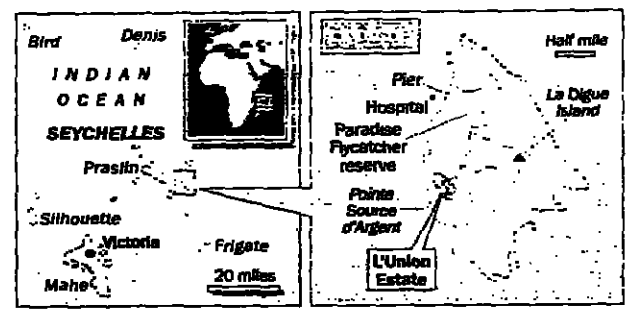 Bird
Denis
INDIAN
OCEAN
SEYCHELLES
Praslin
Silhouette
Victoria
Frigate
Mahe
20 miles
Half mile
Pier
La Digue
Island
Hospital
Paradise
Flycatcher
reserve
Pointe
Source
d'Argent
L'Union
Estate